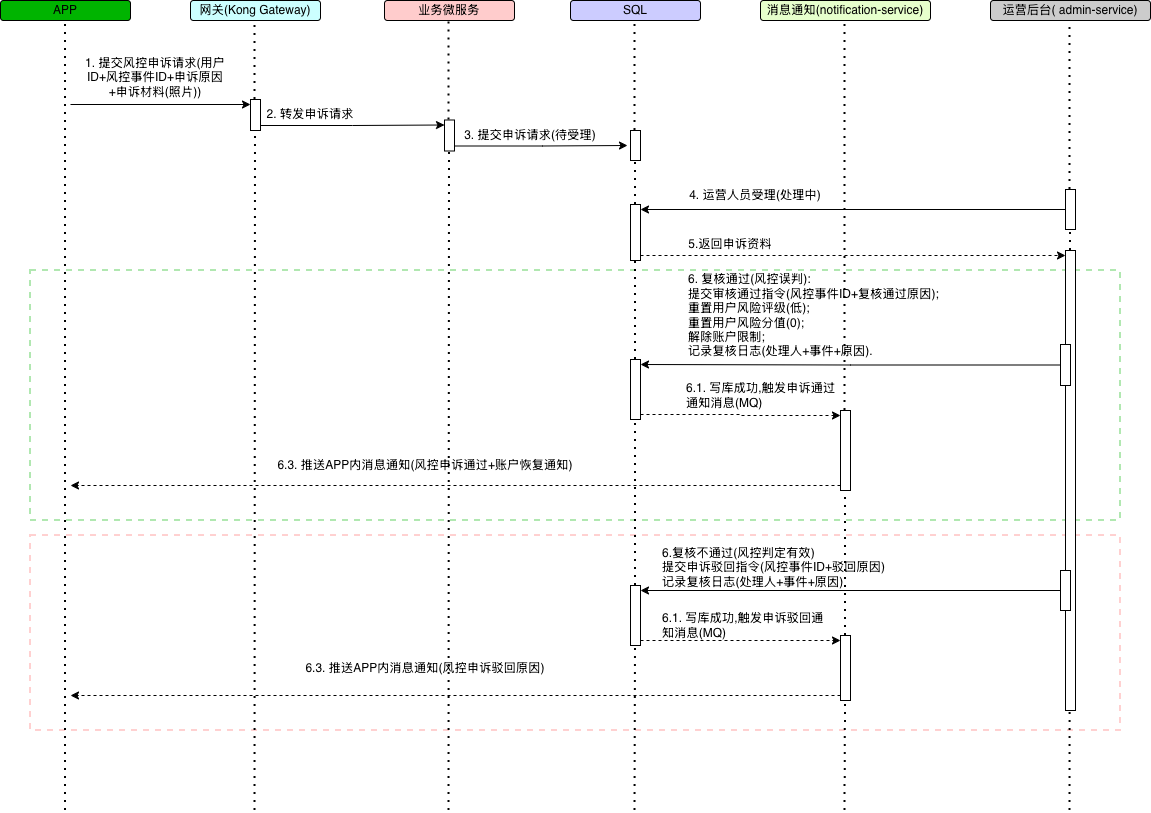 APP
网关(Kong Gateway)
业务微服务
SQL
消息通知(notification-service)
运营后台( admin-service)
1. 提交风控申诉请求(用户
ID+风控事件ID+申诉原因
+申诉材料(照片))
2. 转发申诉请求
3. 提交申诉请求(待受理)
4. 运营人员受理(处理中)
5.返回申诉资料
6. 复核通过(风控误判):
提交审核通过指令(风控事件ID+复核通过原因);
重置用户风险评级(低);
重置用户风险分值(0);
解除账户限制;
记录复核日志(处理人+事件+原因).
6.1. 写库成功,触发申诉通过
通知消息(MQ)
6.3. 推送APP内消息通知(风控申诉通过+账户恢复通知)
6.复核不通过(风控判定有效)
提交申诉驳回指令(风控事件ID+驳回原因)
记录复核日志(处理人+事件+原因)
6.1. 写库成功,触发申诉驳回通
知消息(MQ)
6.3. 推送APP内消息通知(风控申诉驳回原因)